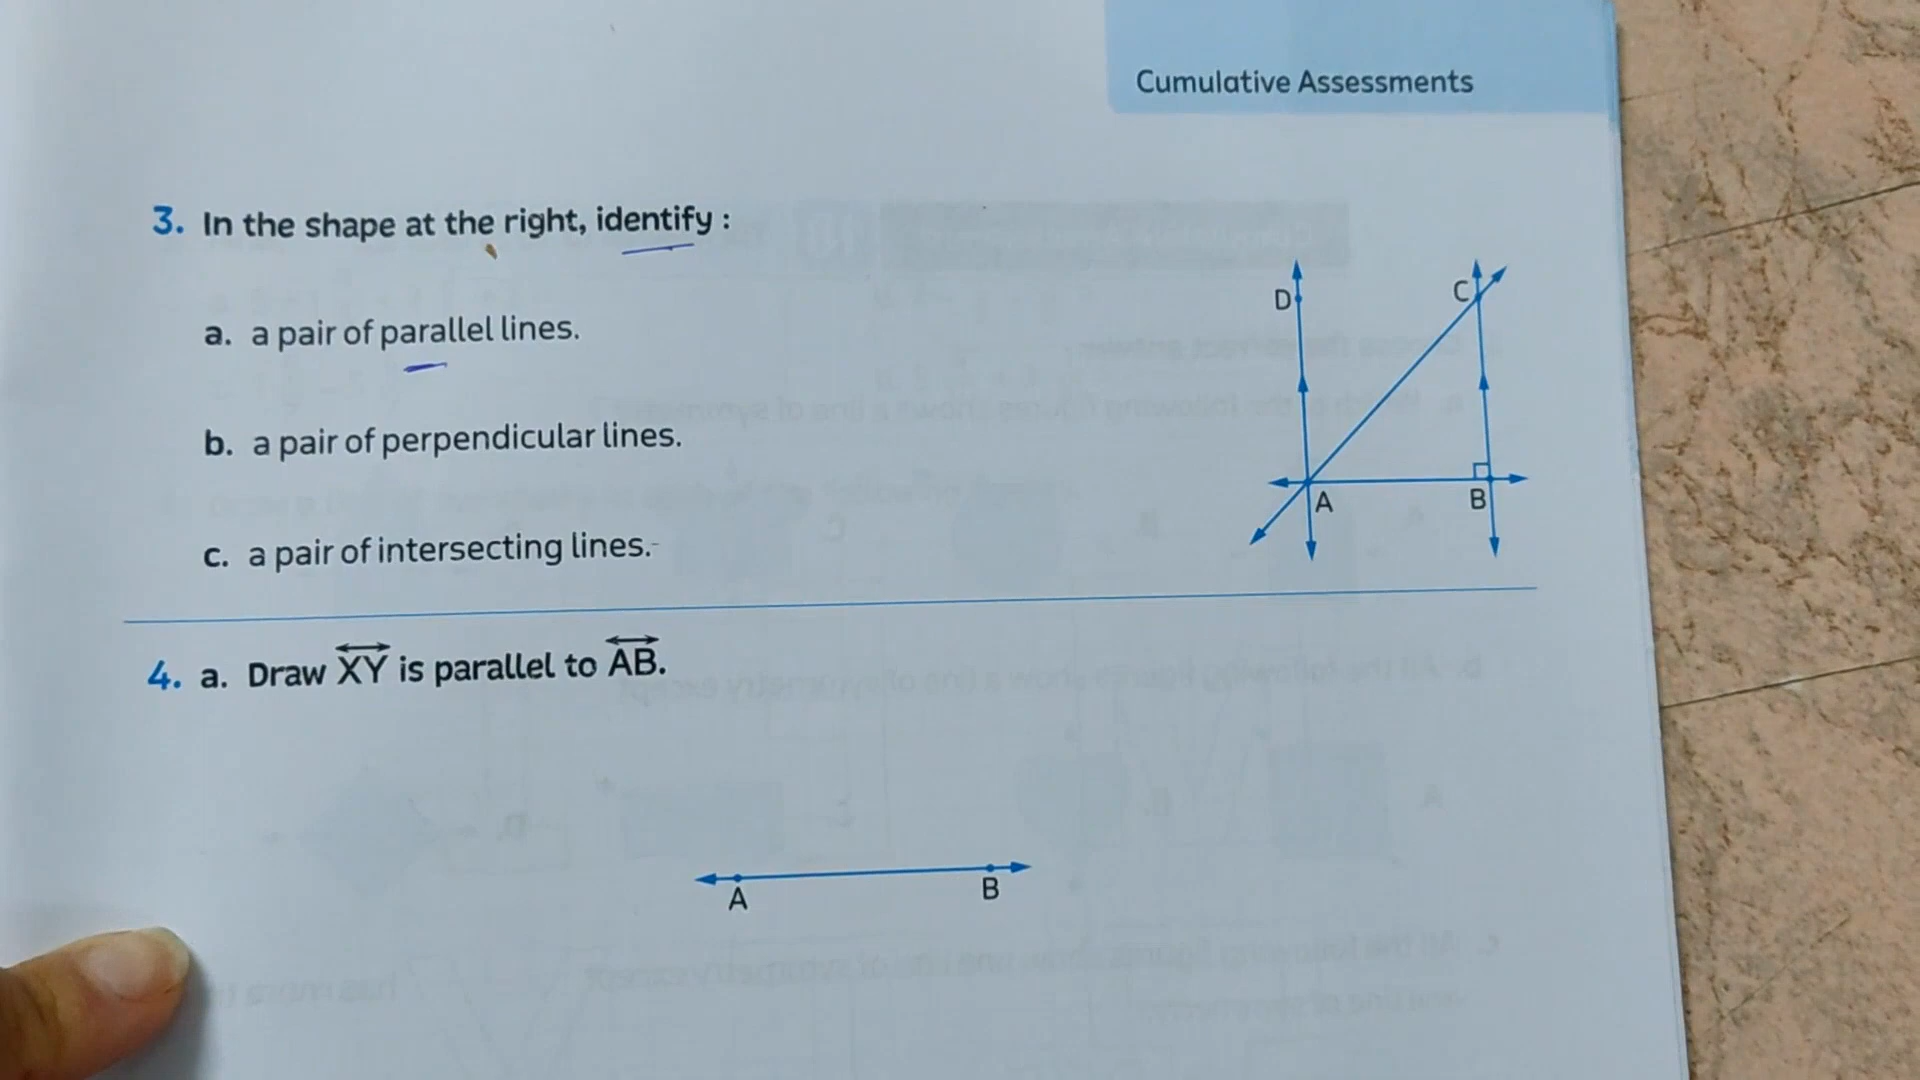 Cumulative Assessments
3. In the shape at the right, identify :
a. a pair of parallel lines.
b. a pair of perpendicular lines.
c. a pair of intersecting lines.
D
C
A
B
4. a. Draw XY is parallel to AB.
A
B